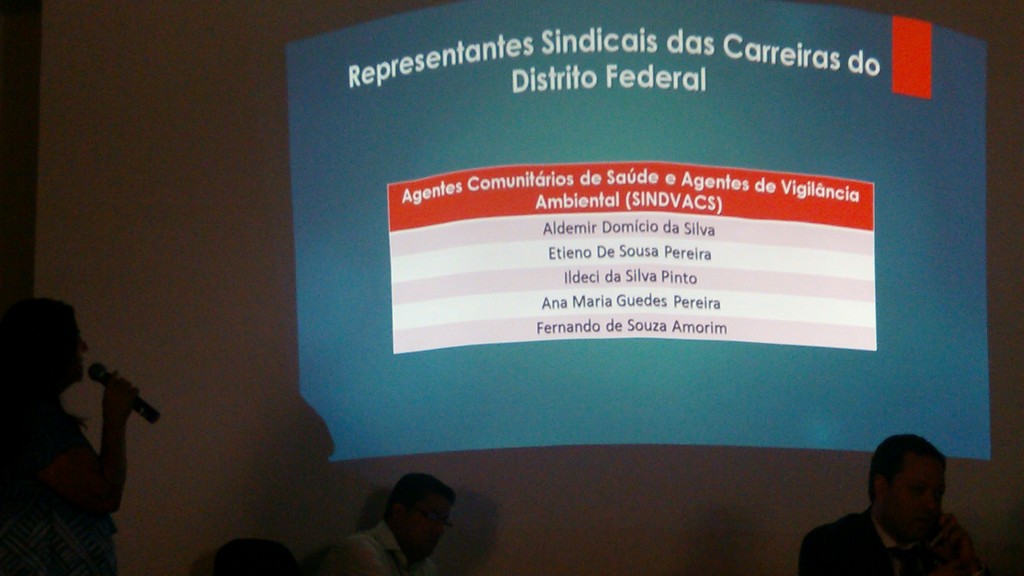 Representantes Sindicais das Carreiras do
Distrito Federal
Agentes Comunitários de Saúde e Agentes de Vigilância
Ambiental (SINDVACS)
Aldemir Domício da Silva
Etieno De Sousa Pereira
Ildeci da Silva Pinto
Ana Maria Guedes Pereira
Fernando de Souza Amorim